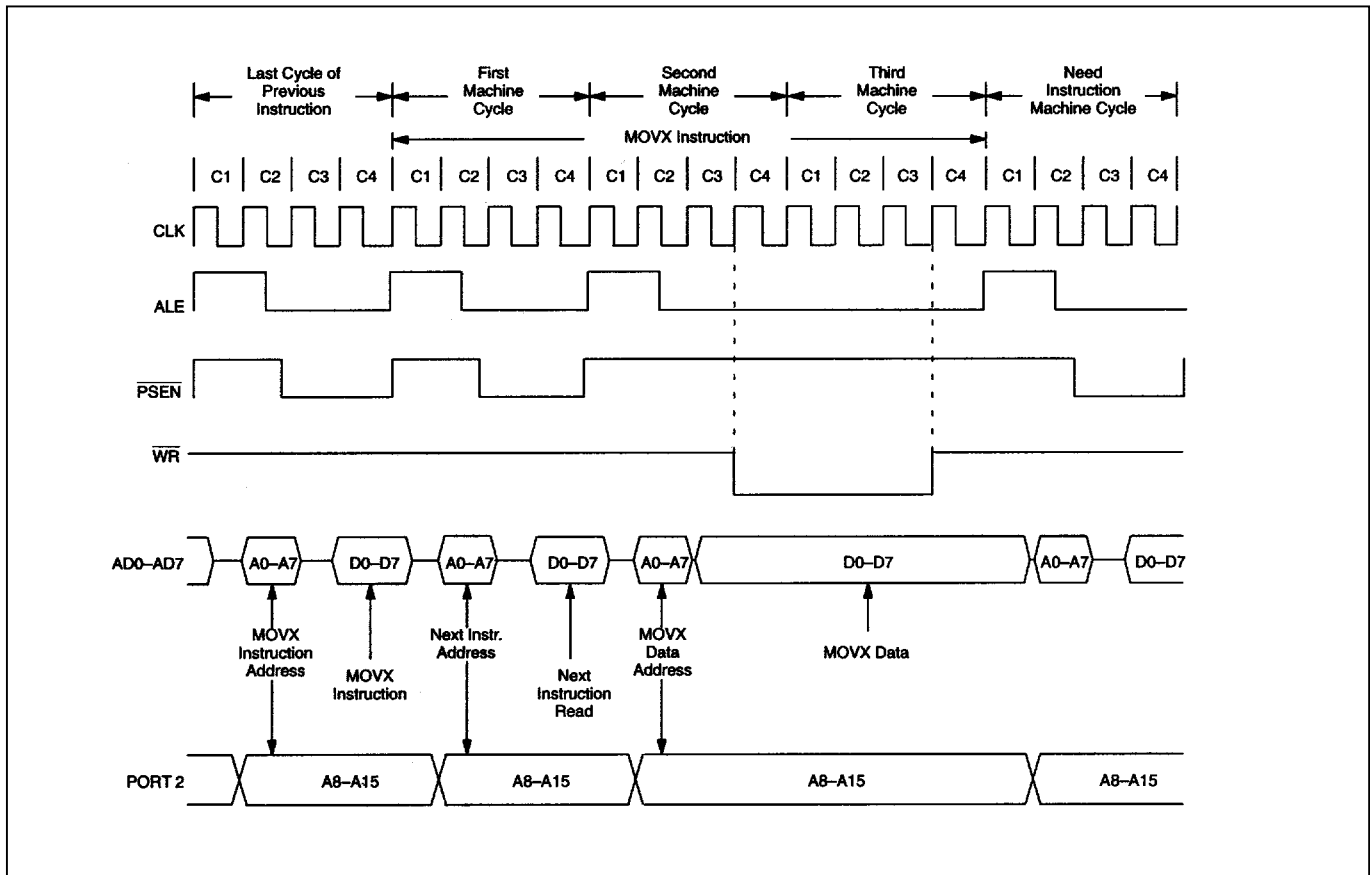 Last Cycle of
Previous
Instruction
First
Machine
Cycle
Second
Machine
Cycle
Third
Machine
Cycle
Need
Instruction
Machine Cycle
MOVX Instruction
C1 C2 C3 C4 C1 C2 C3 C4 C1 C2 C3 C4 C1 C2 C3 C4 C1 C2 C3 C4
CLK
ALE
PSEN
WR
AD0–AD7 A0–A7 D0–D7 A0–A7 D0–D7 A0–A7 D0–D7 A0–A7 D0–D7
MOVX
Instruction
Address
MOVX
Instruction
Next Instr.
Address
Next
Instruction
Read
MOVX
Data
Address
MOVX Data
PORT 2 A8–A15 A8–A15 A8–A15 A8–A15